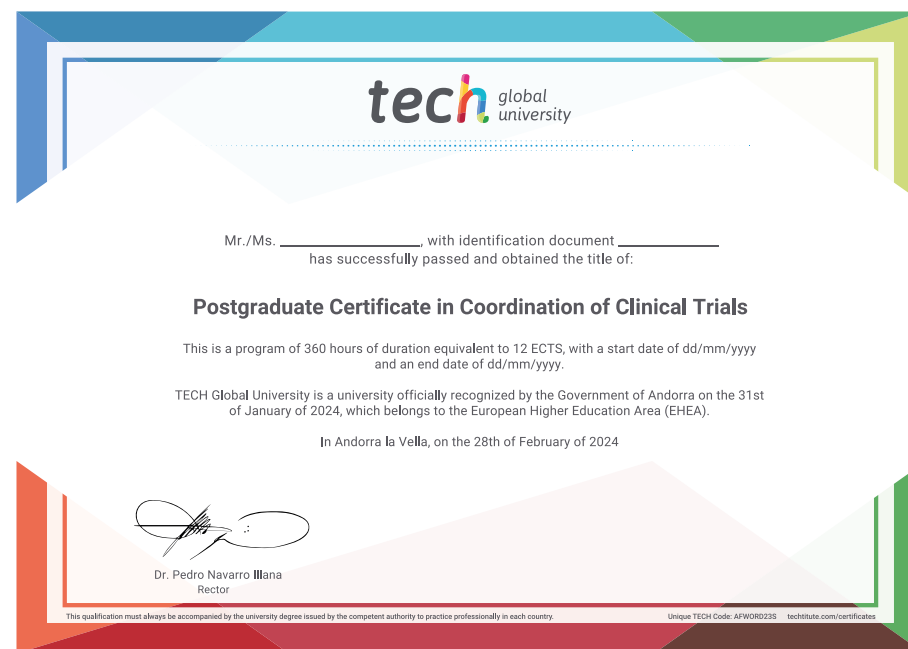 tech global university
Mr./Ms. ____________________, with identification document ______________
has successfully passed and obtained the title of:
Postgraduate Certificate in Coordination of Clinical Trials
This is a program of 360 hours of duration equivalent to 12 ECTS, with a start date of dd/mm/yyyy
and an end date of dd/mm/yyyy.
TECH Global University is a university officially recognized by the Government of Andorra on the 31st
of January of 2024, which belongs to the European Higher Education Area (EHEA).
In Andorra la Vella, on the 28th of February of 2024
Dr. Pedro Navarro Illana
Rector
This qualification must always be accompanied by the university degree issued by the competent authority to practice professionally in each country.
Unique TECH Code: AFWORD23S techtitute.com/certificates